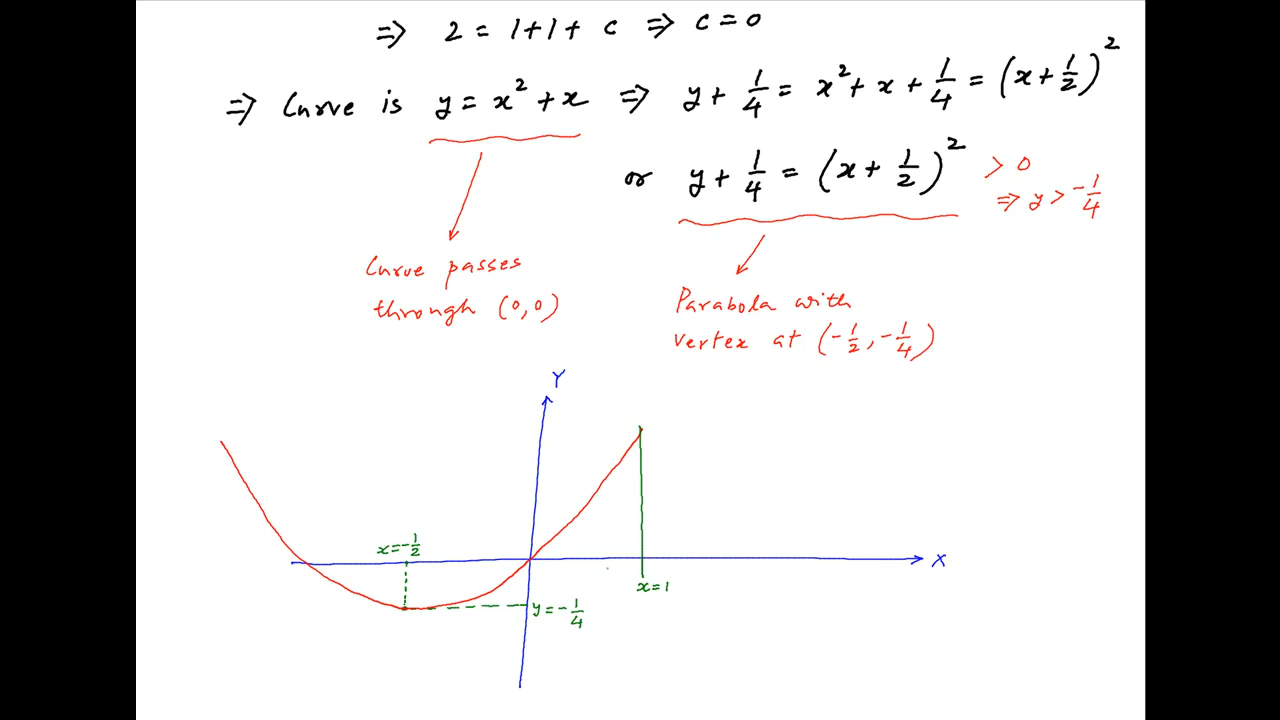 ⇒ 2 = 1+1+ c ⇒ c = 0
⇒ Curve is y = x² + x ⇒ y + 1/4 = x² + x + 1/4 = (x + 1/2)²
or y + 1/4 = (x + 1/2)² > 0
⇒ y > -1/4
Curve passes
through (0,0)
Parabola with
vertex at (-1/2, -1/4)
Y
x = -1/2
X
x = 1
y = -1/4